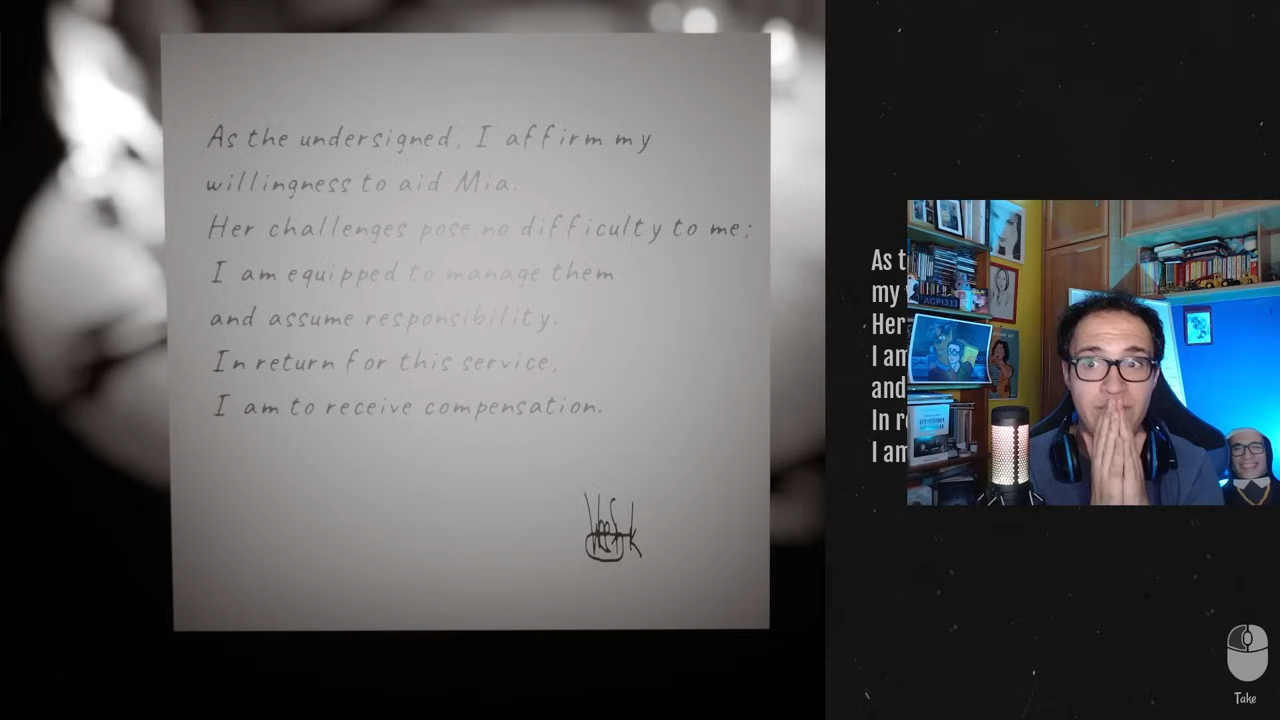 As the undersigned, I affirm my
willingness to aid Mia.
Her challenges pose no difficulty to me;
I am equipped to manage them
and assume responsibility.
In return for this service,
I am to receive compensation.
As t
my
Her
I am
and
In re
I am
AGPI333
Take